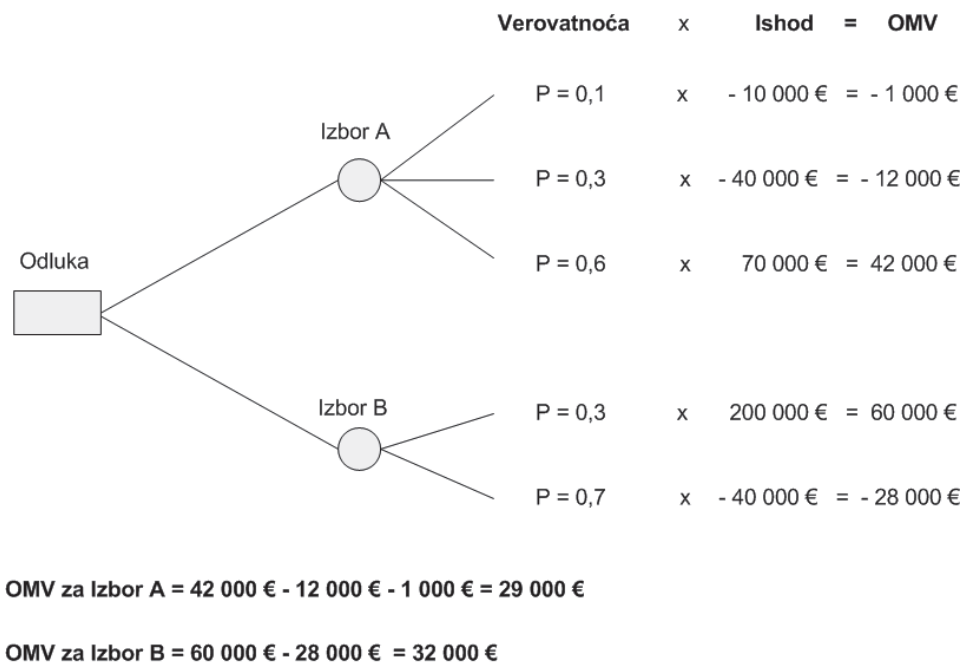 Verovatnoća x Ishod = OMV
P = 0,1 x - 10 000 € = - 1 000 €
Izbor A
P = 0,3 x - 40 000 € = - 12 000 €
Odluka
P = 0,6 x 70 000 € = 42 000 €
Izbor B
P = 0,3 x 200 000 € = 60 000 €
P = 0,7 x - 40 000 € = - 28 000 €
OMV za Izbor A = 42 000 € - 12 000 € - 1 000 € = 29 000 €
OMV za Izbor B = 60 000 € - 28 000 € = 32 000 €